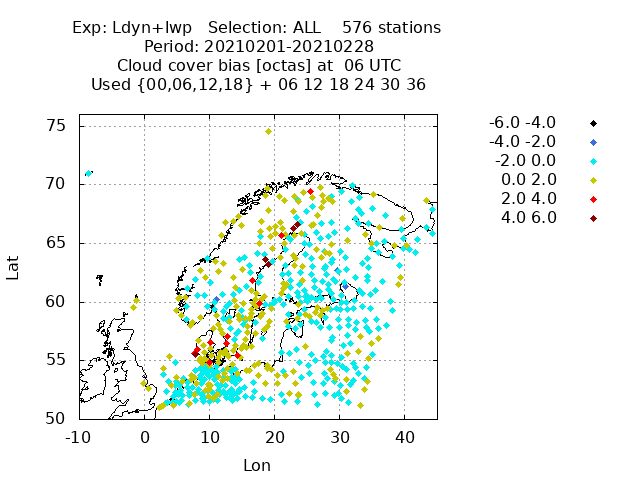 Exp: Ldyn+lwp   Selection: ALL    576 stations
Period: 20210201-20210228
Cloud cover bias [octas] at  06 UTC
Used {00,06,12,18} + 06 12 18 24 30 36
75
70
65
60
55
50
-10 0 10 20 30 40
Lat
Lon
-6.0 -4.0
-4.0 -2.0
-2.0 0.0
0.0 2.0
2.0 4.0
4.0 6.0